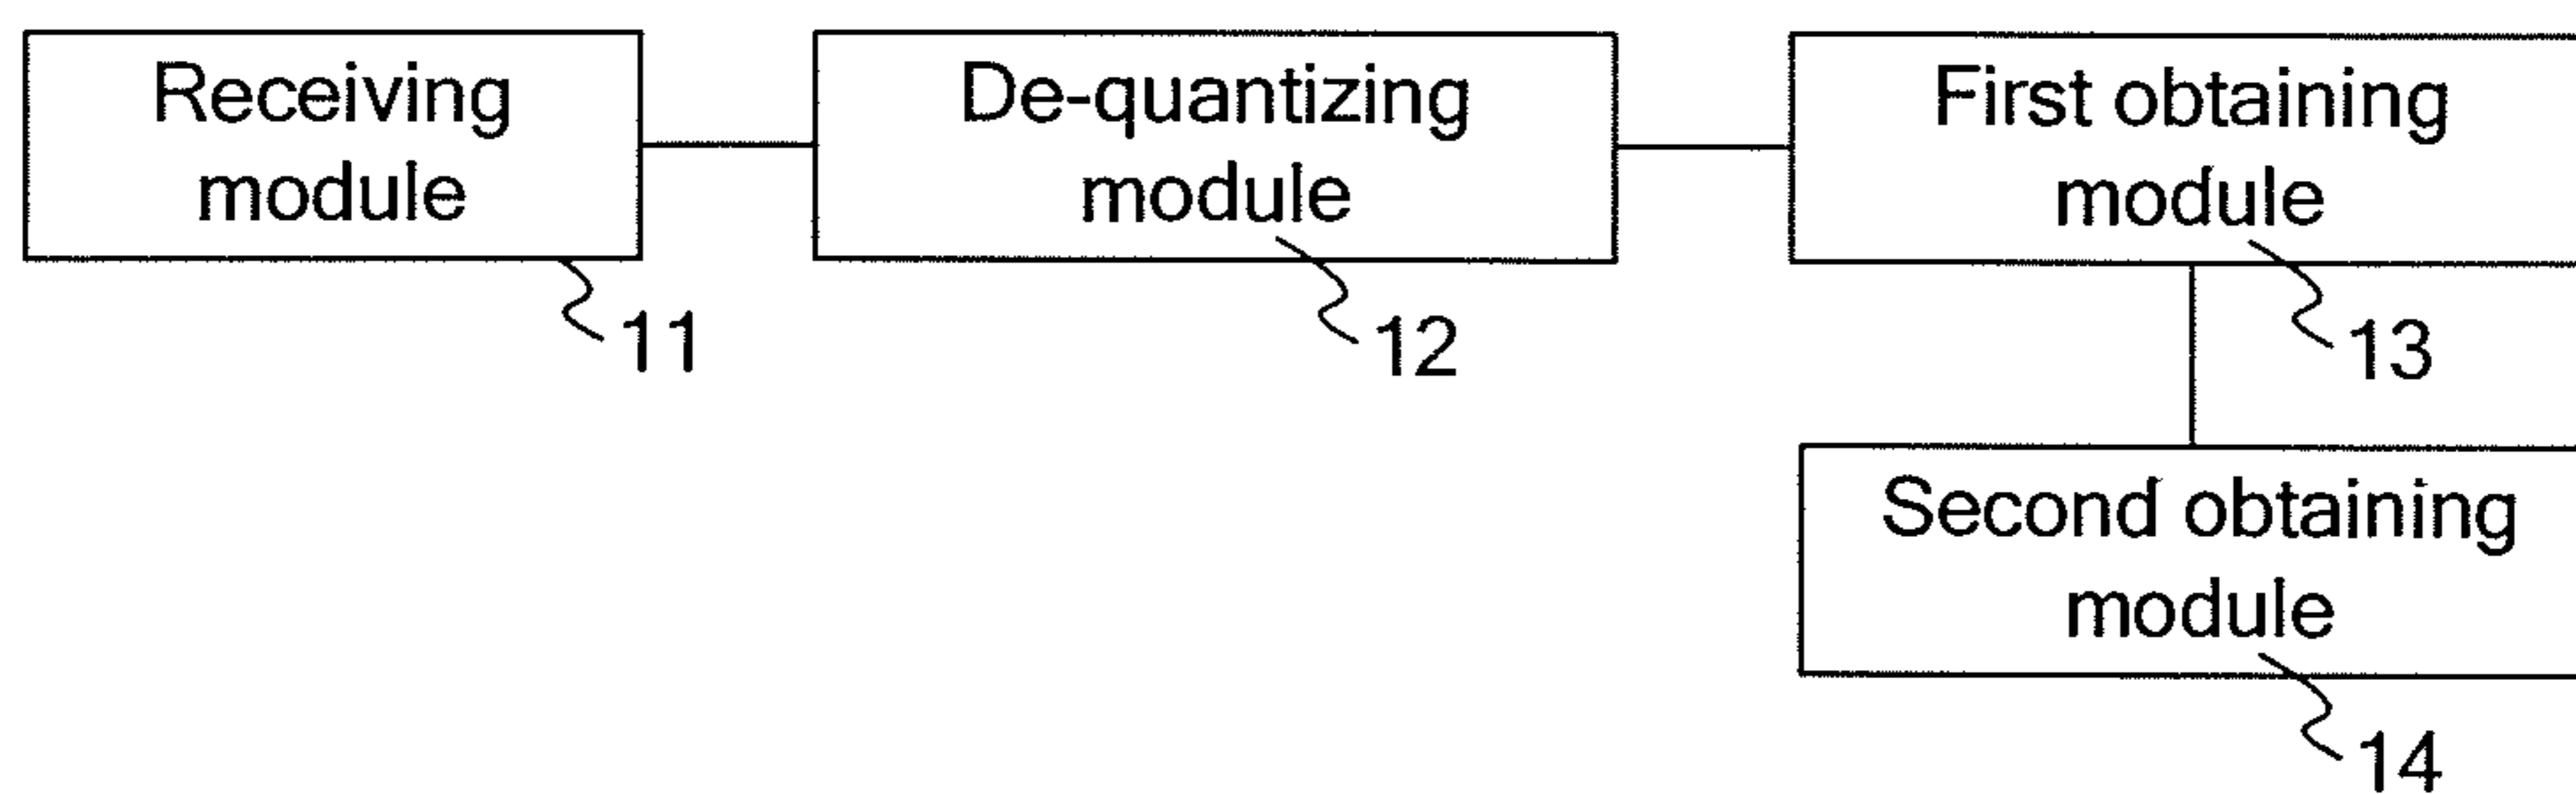 Receiving
module
11
De-quantizing
module
12
First obtaining
module
13
Second obtaining
module
14